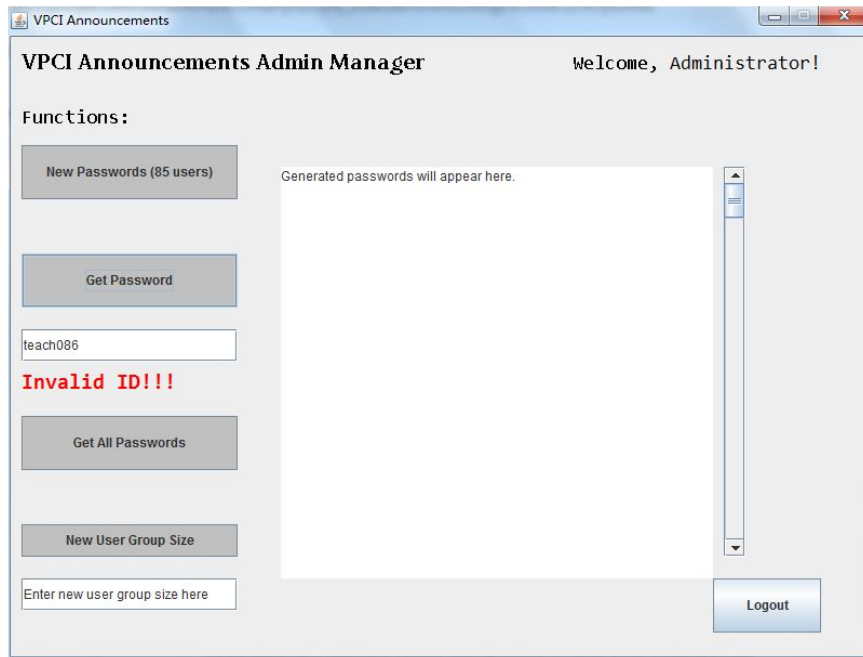 VPCI Announcements
VPCI Announcements Admin Manager
Welcome, Administrator!
Functions:
New Passwords (85 users)
Generated passwords will appear here.
Get Password
teach086
Invalid ID!!!
Get All Passwords
New User Group Size
Enter new user group size here
Logout